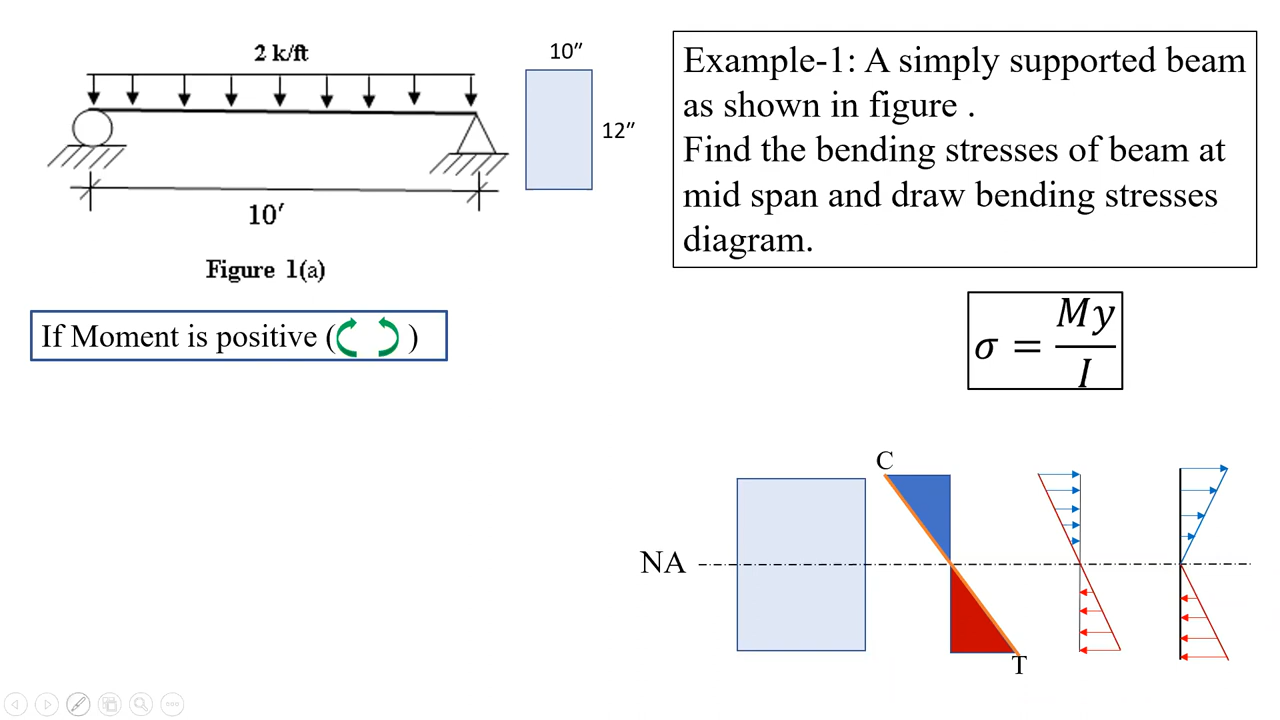 2 k/ft
10″
12″
10′
Figure 1(a)
Example-1: A simply supported beam
as shown in figure .
Find the bending stresses of beam at
mid span and draw bending stresses
diagram.
If Moment is positive ( )
σ = My/I
C
NA
T